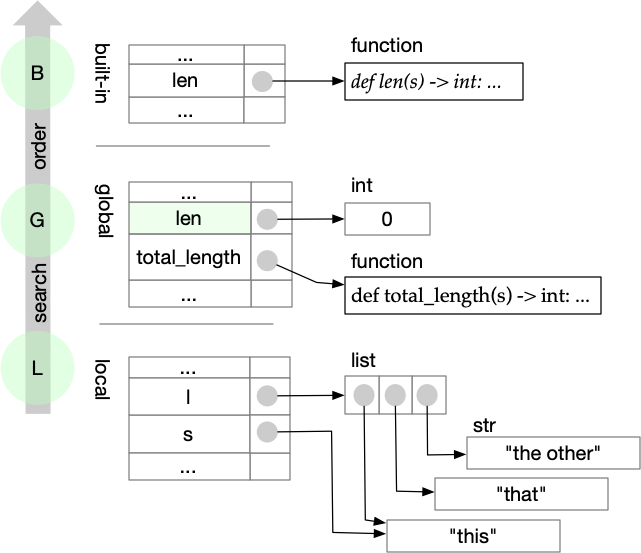 B
order
G
search
L
built-in
...
len
...
function
def len(s) -> int: ...
global
...
len
total_length
...
int
0
function
def total_length(s) -> int: ...
local
...
l
s
...
list
str
"the other"
"that"
"this"